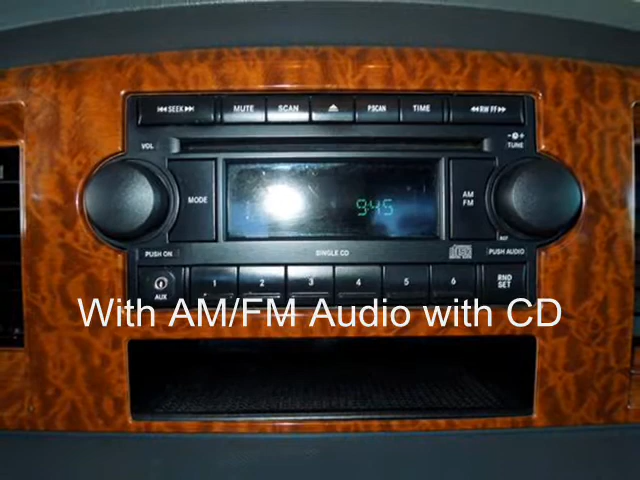 ⏮ SEEK ⏭ MUTE SCAN ⏏ PSCAN TIME ◀◀ RW FF ▶▶
VOL TUNE
MODE 9:45 AM
FM
PUSH ON SINGLE CD PUSH AUDIO
AUX 1 2 3 4 5 6 RND
SET
With AM/FM Audio with CD